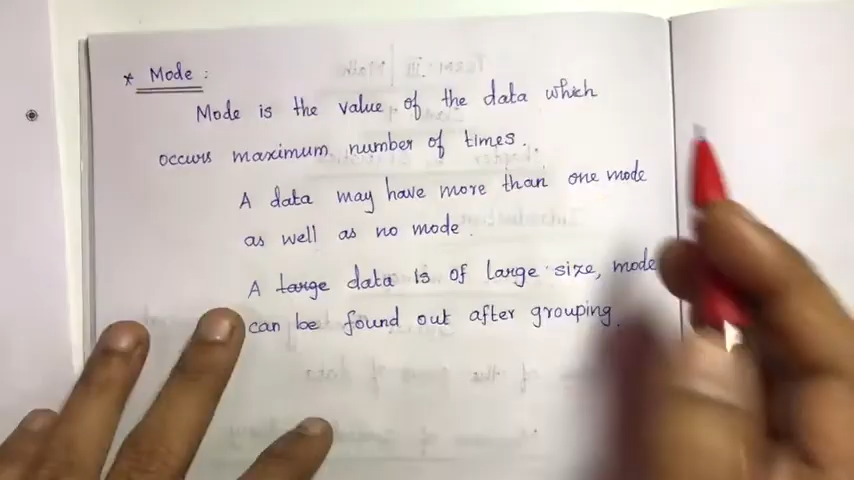 * Mode :
Mode is the value of the data which
occurs maximum number of times.
A data may have more than one mode
as well as no mode.
A large data is of large size, mode
can be found out after grouping.